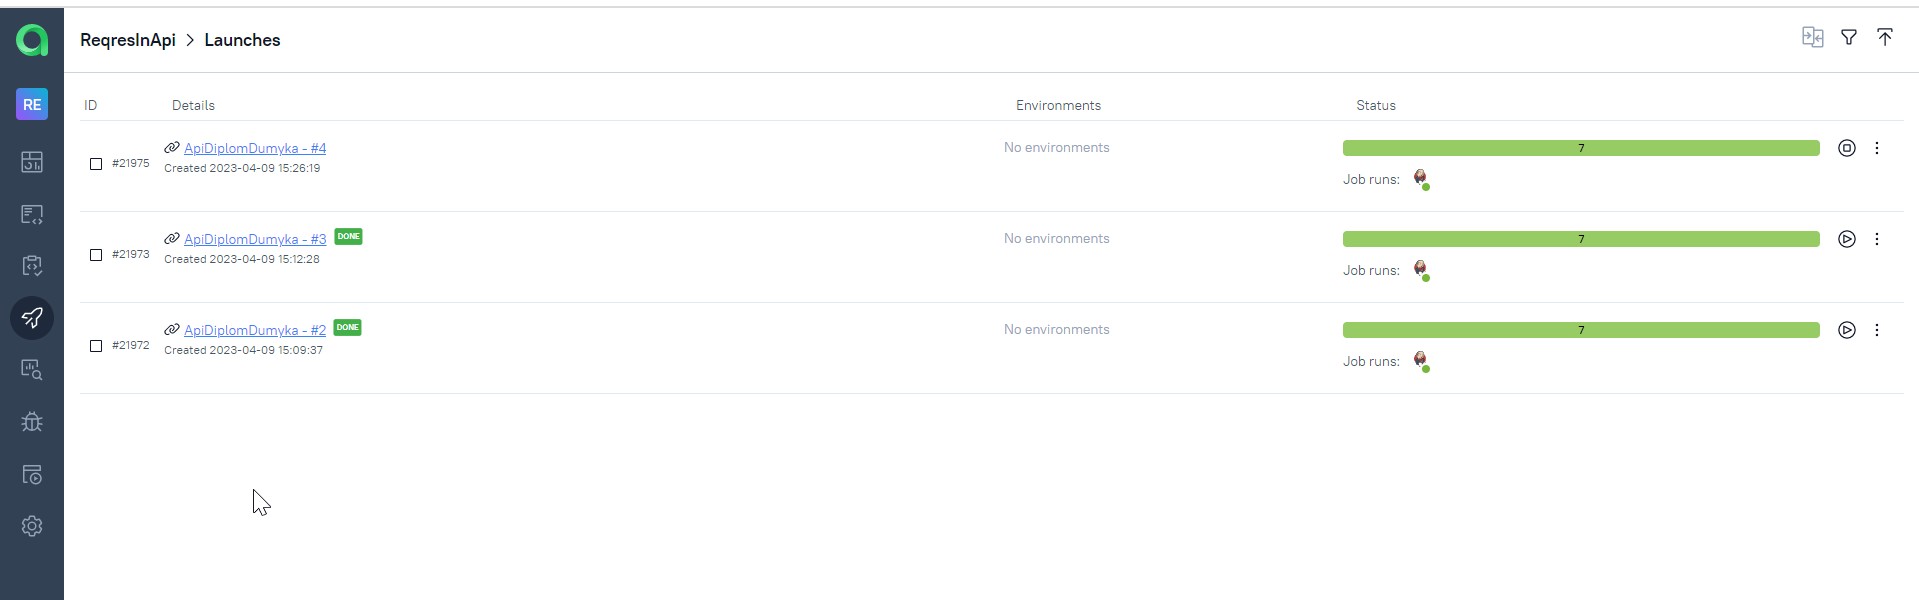 ReqresInApi > Launches
RE
ID Details Environments Status
#21975 ApiDiplomDumyka - #4 No environments 7
Created 2023-04-09 15:26:19
Job runs:
#21973 ApiDiplomDumyka - #3 DONE No environments 7
Created 2023-04-09 15:12:28
Job runs:
#21972 ApiDiplomDumyka - #2 DONE No environments 7
Created 2023-04-09 15:09:37
Job runs: